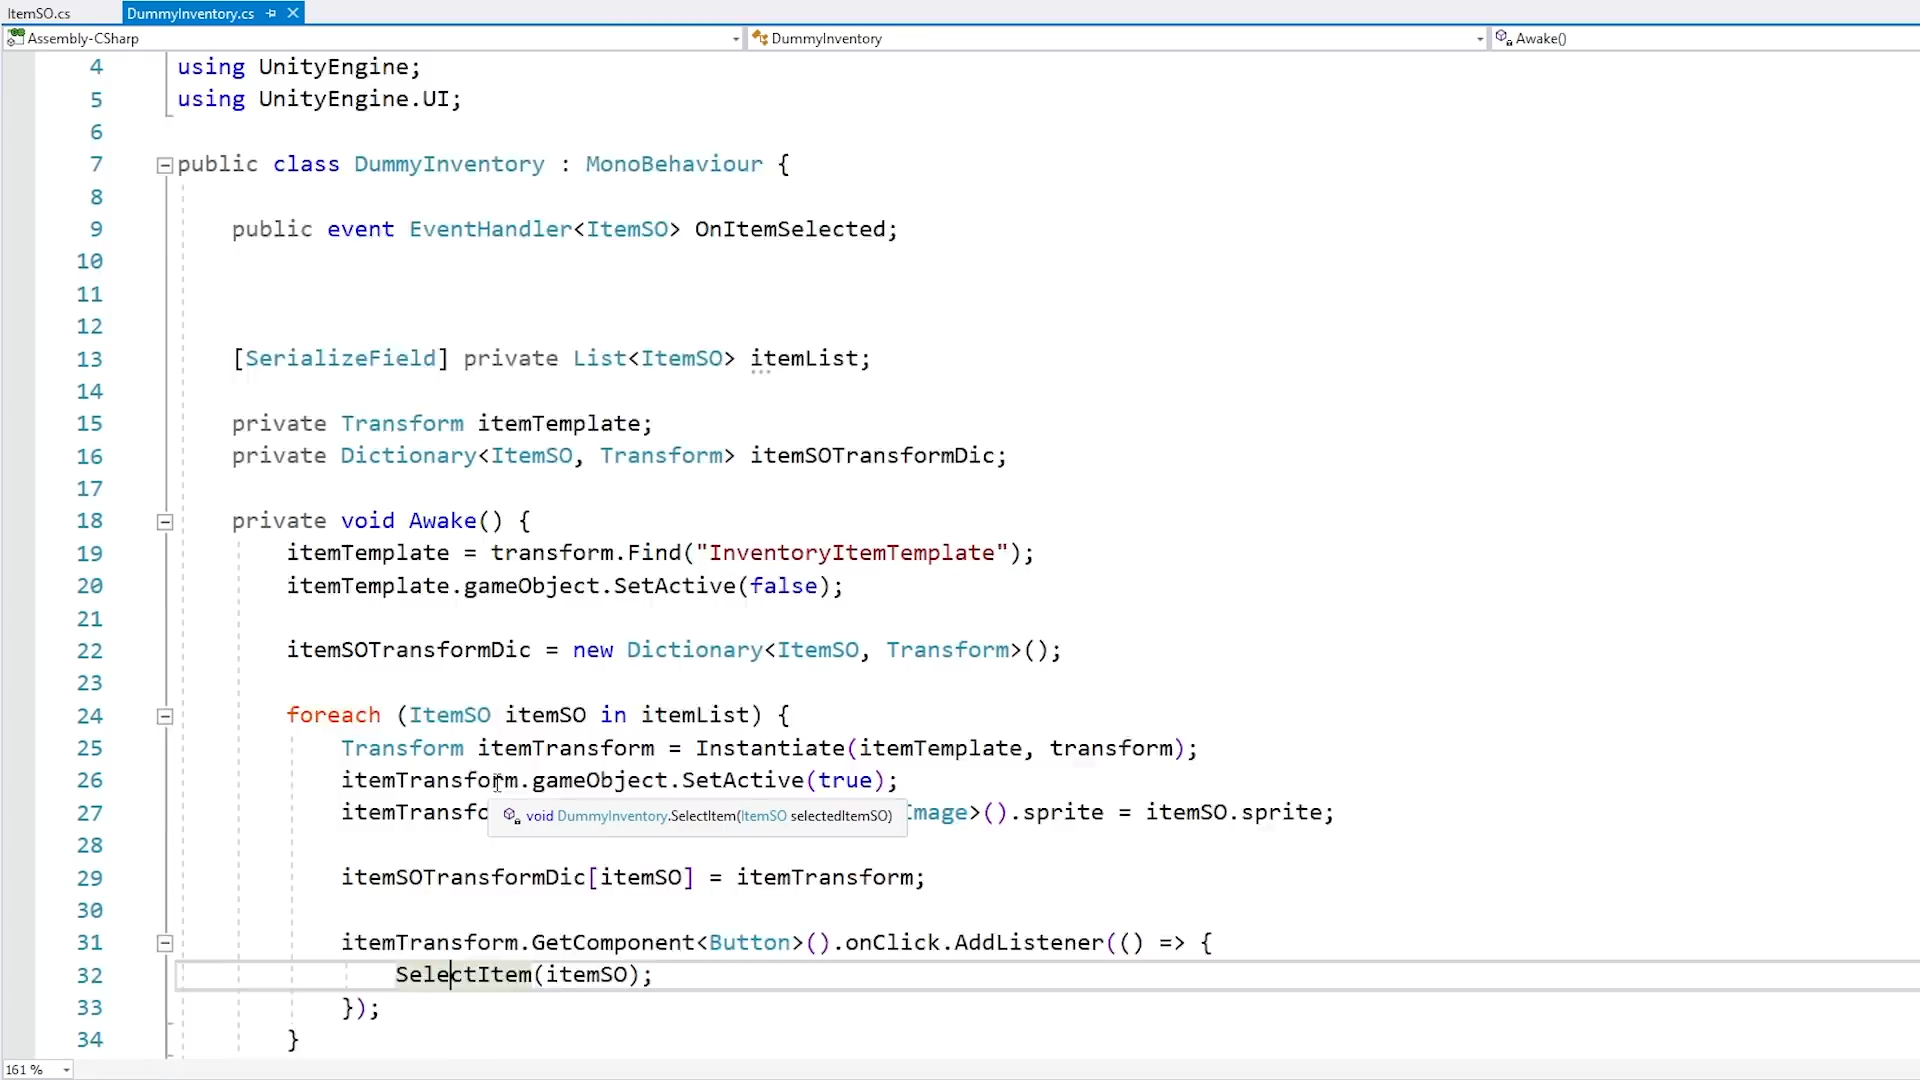 ItemSO.cs
DummyInventory.cs
Assembly-CSharp
DummyInventory
Awake()
4 using UnityEngine;
5 using UnityEngine.UI;
6
7 public class DummyInventory : MonoBehaviour {
8
9 public event EventHandler<ItemSO> OnItemSelected;
10
11
12
13 [SerializeField] private List<ItemSO> itemList;
14
15 private Transform itemTemplate;
16 private Dictionary<ItemSO, Transform> itemSOTransformDic;
17
18 private void Awake() {
19 itemTemplate = transform.Find("InventoryItemTemplate");
20 itemTemplate.gameObject.SetActive(false);
21
22 itemSOTransformDic = new Dictionary<ItemSO, Transform>();
23
24 foreach (ItemSO itemSO in itemList) {
25 Transform itemTransform = Instantiate(itemTemplate, transform);
26 itemTransform.gameObject.SetActive(true);
27 itemTransfo mage>().sprite = itemSO.sprite;
void DummyInventory.SelectItem(ItemSO selectedItemSO)
28
29 itemSOTransformDic[itemSO] = itemTransform;
30
31 itemTransform.GetComponent<Button>().onClick.AddListener(() => {
32 SelectItem(itemSO);
33 });
34 }
161 %